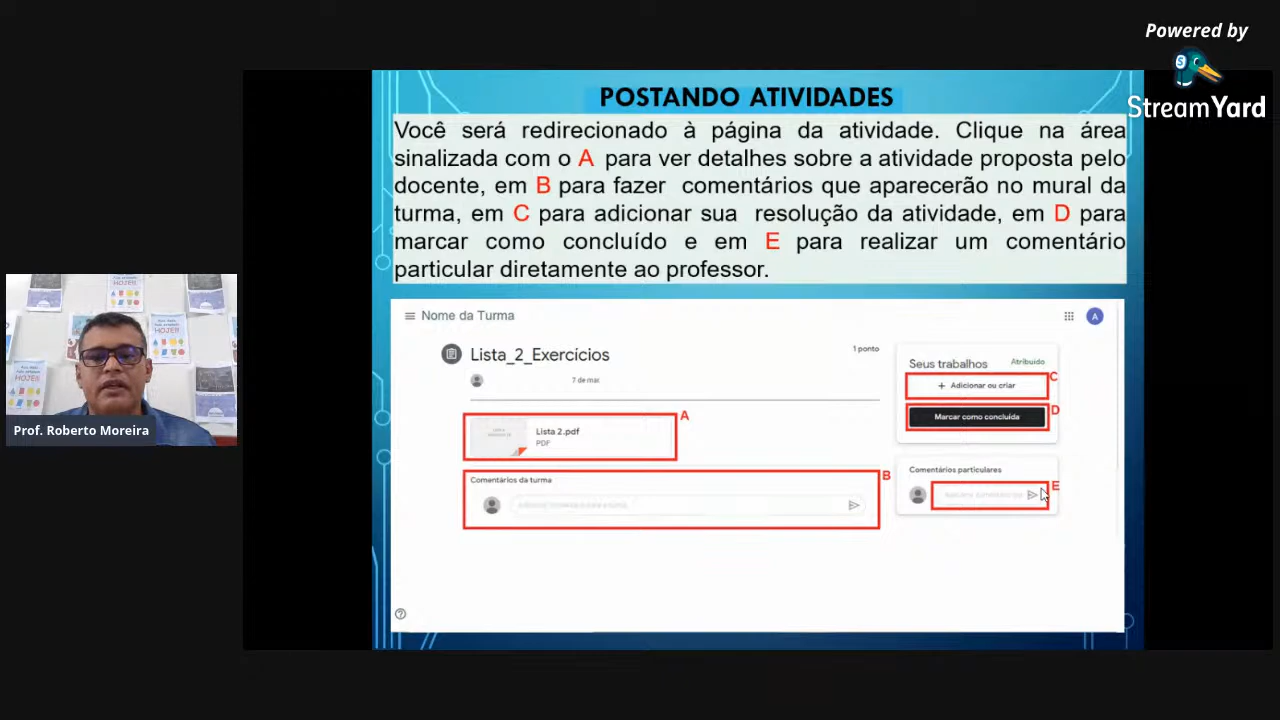 Powered by
StreamYard
POSTANDO ATIVIDADES
Você será redirecionado à página da atividade. Clique na área
sinalizada com o A para ver detalhes sobre a atividade proposta pelo
docente, em B para fazer comentários que aparecerão no mural da
turma, em C para adicionar sua resolução da atividade, em D para
marcar como concluído e em E para realizar um comentário
particular diretamente ao professor.
Nome da Turma
A
Lista_2_Exercícios
1 ponto
7 de mar.
Seus trabalhos
Atribuído
+ Adicionar ou criar
C
Marcar como concluída
D
A
Lista 2.pdf
PDF
B
Comentários da turma
Comentários particulares
E
HOJE!!
HOJE!!
HOJE!!
Prof. Roberto Moreira